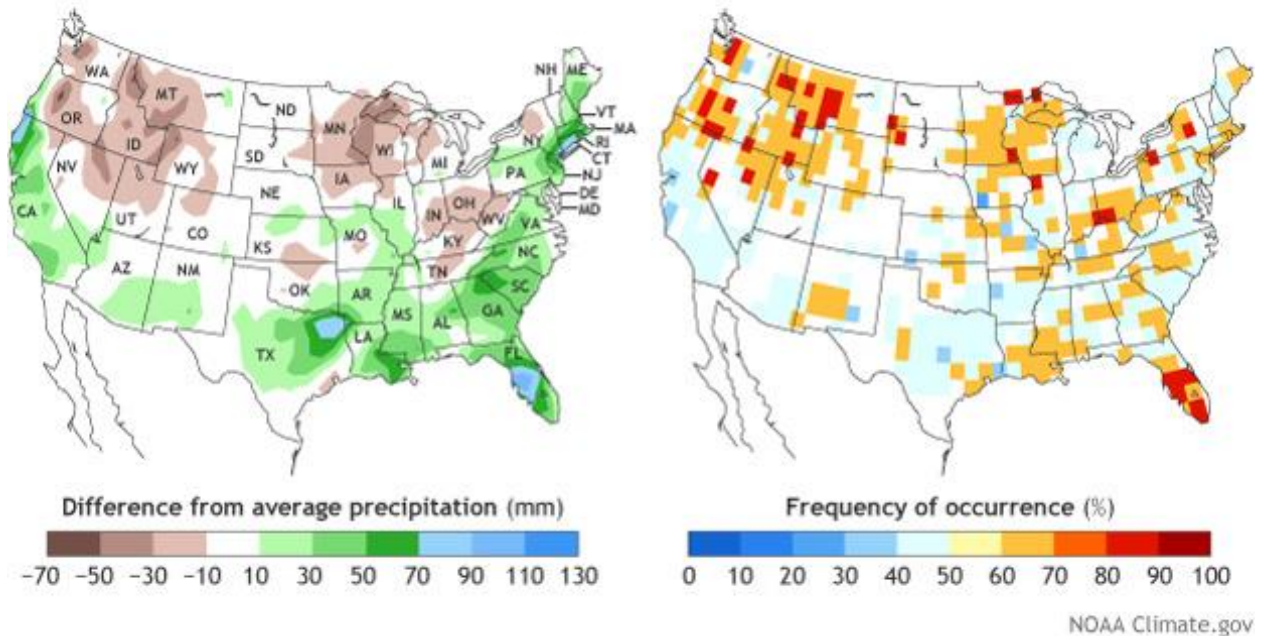 WA
MT
ND
OR
ID
WY
SD
NV
UT
CA
CO
NE
KS
AZ
NM
OK
TX
MN
WI
MI
IA
IL
IN
OH
WV
KY
MO
TN
AR
MS
AL
GA
LA
FL
SC
NC
VA
PA
NY
NH
ME
VT
MA
RI
CT
NJ
DE
MD
Difference from average precipitation (mm)
−70 −50 −30 −10 10 30 50 70 90 110 130
Frequency of occurrence (%)
0 10 20 30 40 50 60 70 80 90 100
NOAA Climate.gov